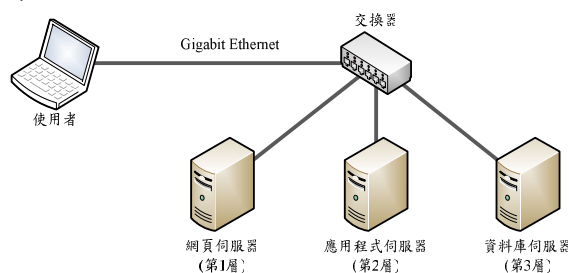 交換器
Gigabit Ethernet
使用者
網頁伺服器
(第1層)
應用程式伺服器
(第2層)
資料庫伺服器
(第3層)